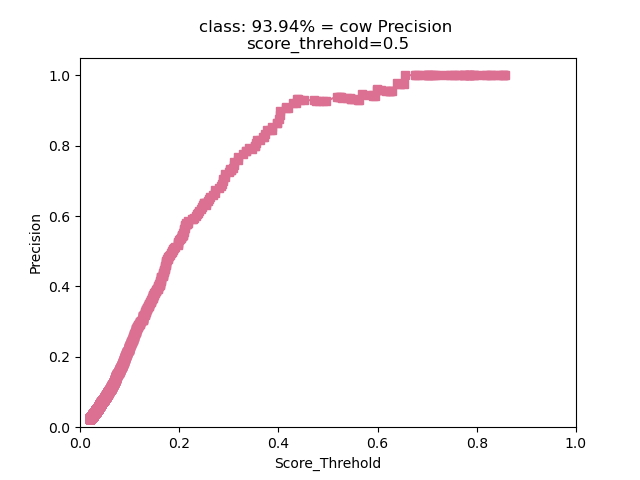 class: 93.94% = cow Precision
score_threhold=0.5
1.0
0.8
0.6
0.4
0.2
0.0
Precision
0.0 0.2 0.4 0.6 0.8 1.0
Score_Threhold